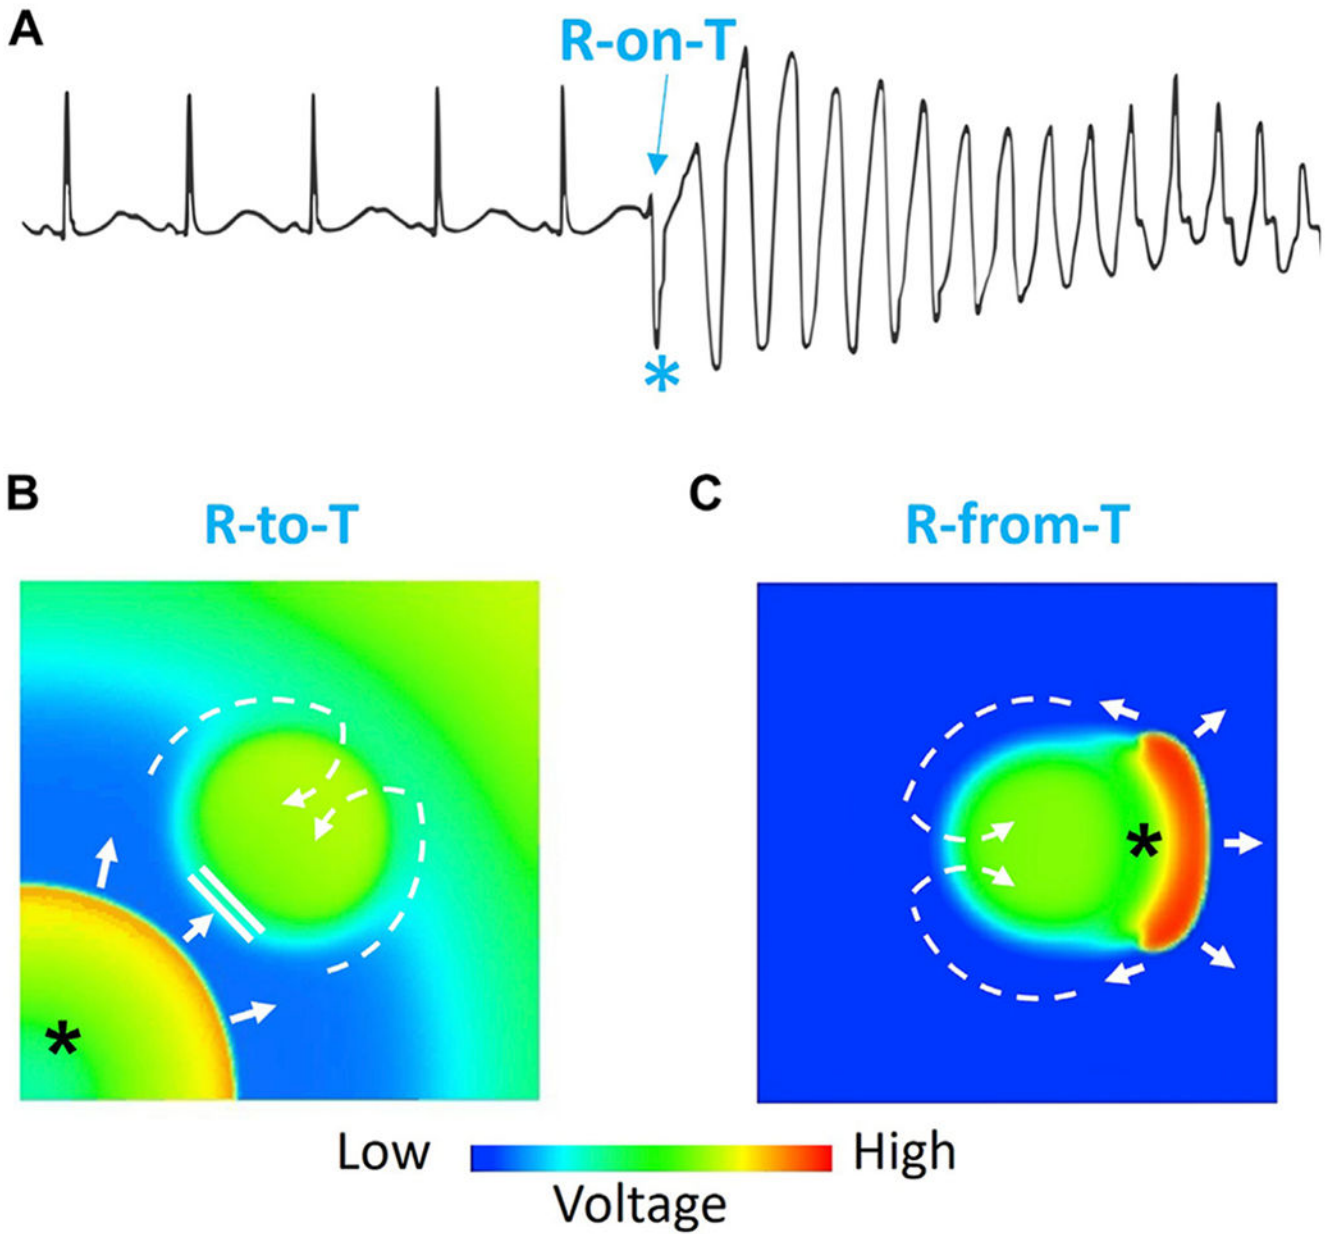 A
R-on-T
*
B
R-to-T
C
R-from-T
*
*
Low
High
Voltage